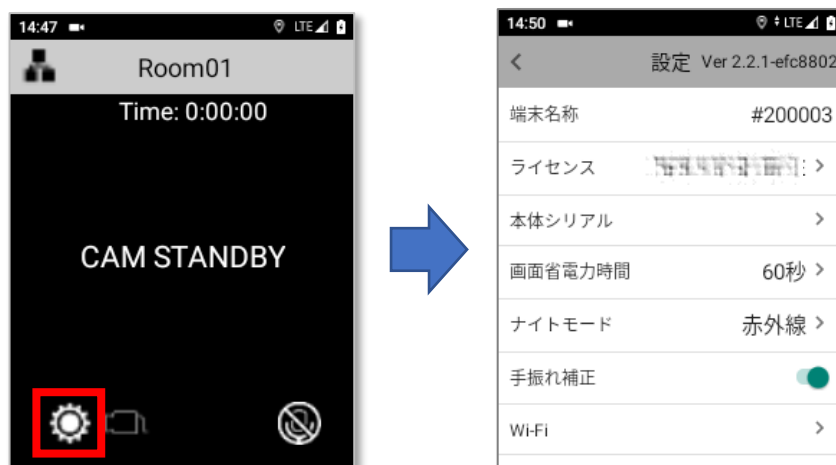 14:47
LTE
Room01
Time: 0:00:00
CAM STANDBY
14:50
LTE
設定 Ver 2.2.1-efc8802
端末名称 #200003
ライセンス
本体シリアル
画面省電力時間 60秒
ナイトモード 赤外線
手振れ補正
Wi-Fi